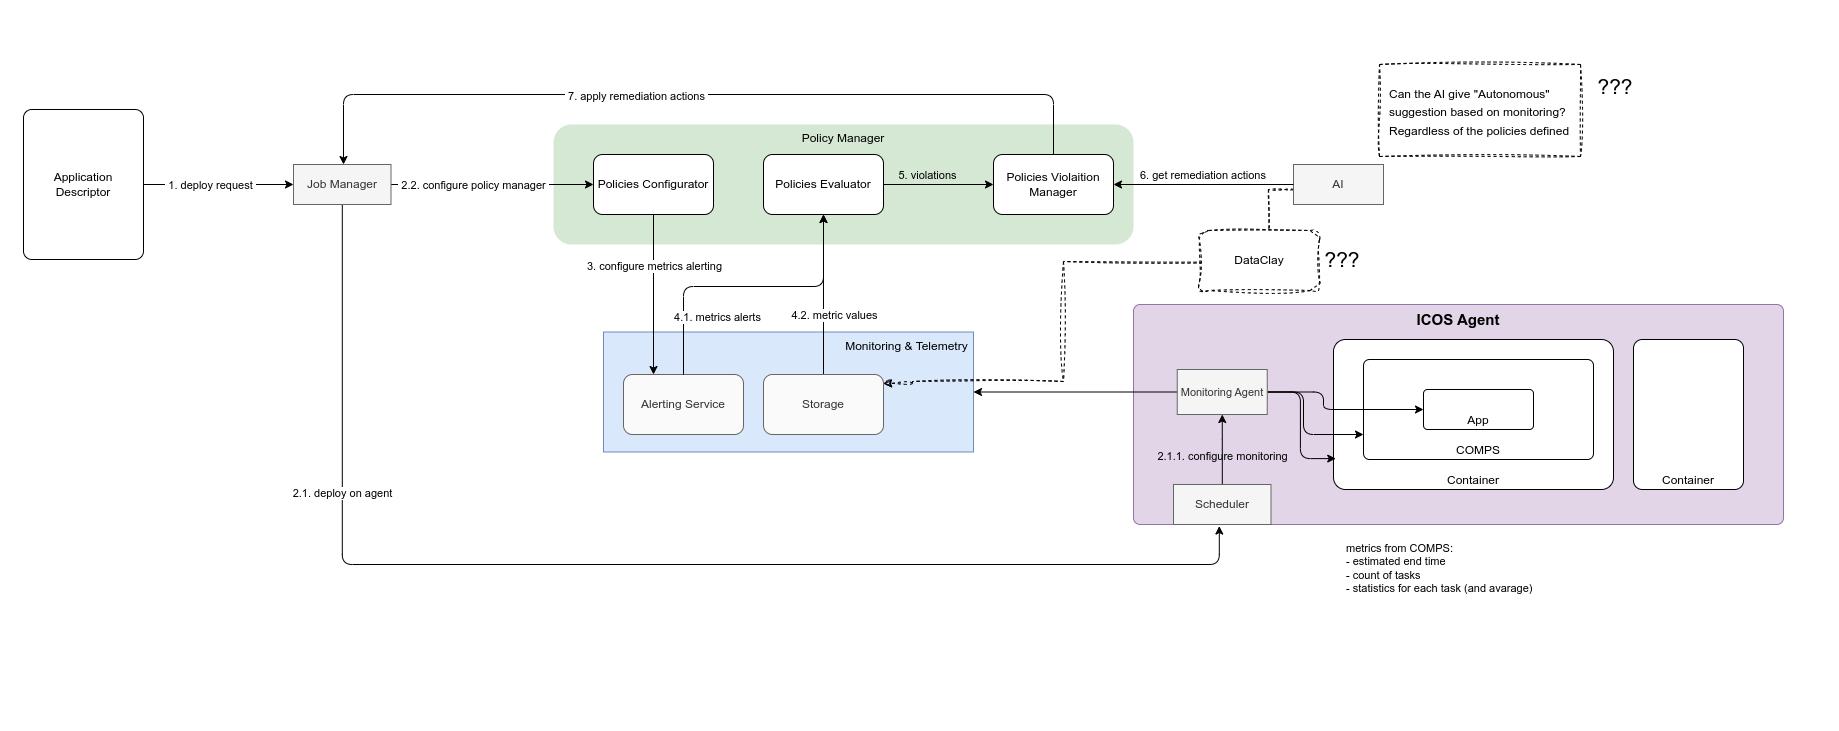 Can the AI give "Autonomous"
suggestion based on monitoring?
Regardless of the policies defined
???
7. apply remediation actions
Policy Manager
Application
Descriptor
1. deploy request
Job Manager
2.2. configure policy manager
Policies Configurator
Policies Evaluator
5. violations
Policies Violaition
Manager
6. get remediation actions
AI
3. configure metrics alerting
DataClay
???
4.1. metrics alerts
4.2. metric values
Monitoring & Telemetry
Alerting Service
Storage
ICOS Agent
Monitoring Agent
App
COMPS
Container
Container
2.1.1. configure monitoring
Scheduler
2.1. deploy on agent
metrics from COMPS:
- estimated end time
- count of tasks
- statistics for each task (and avarage)